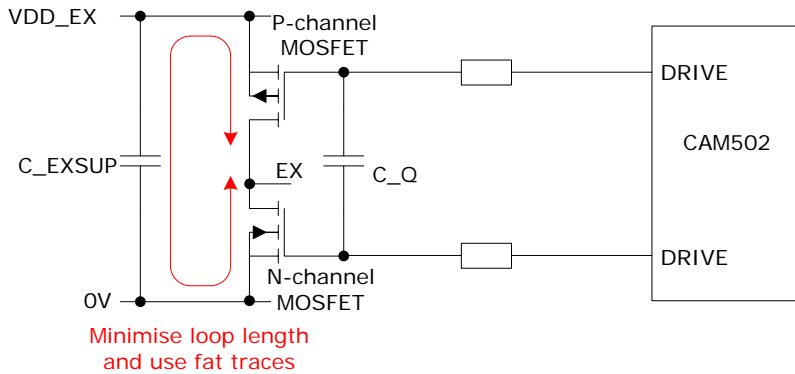 VDD_EX
P-channel
MOSFET
DRIVE
CAM502
C_EXSUP
EX
C_Q
DRIVE
N-channel
MOSFET
0V
Minimise loop length
and use fat traces